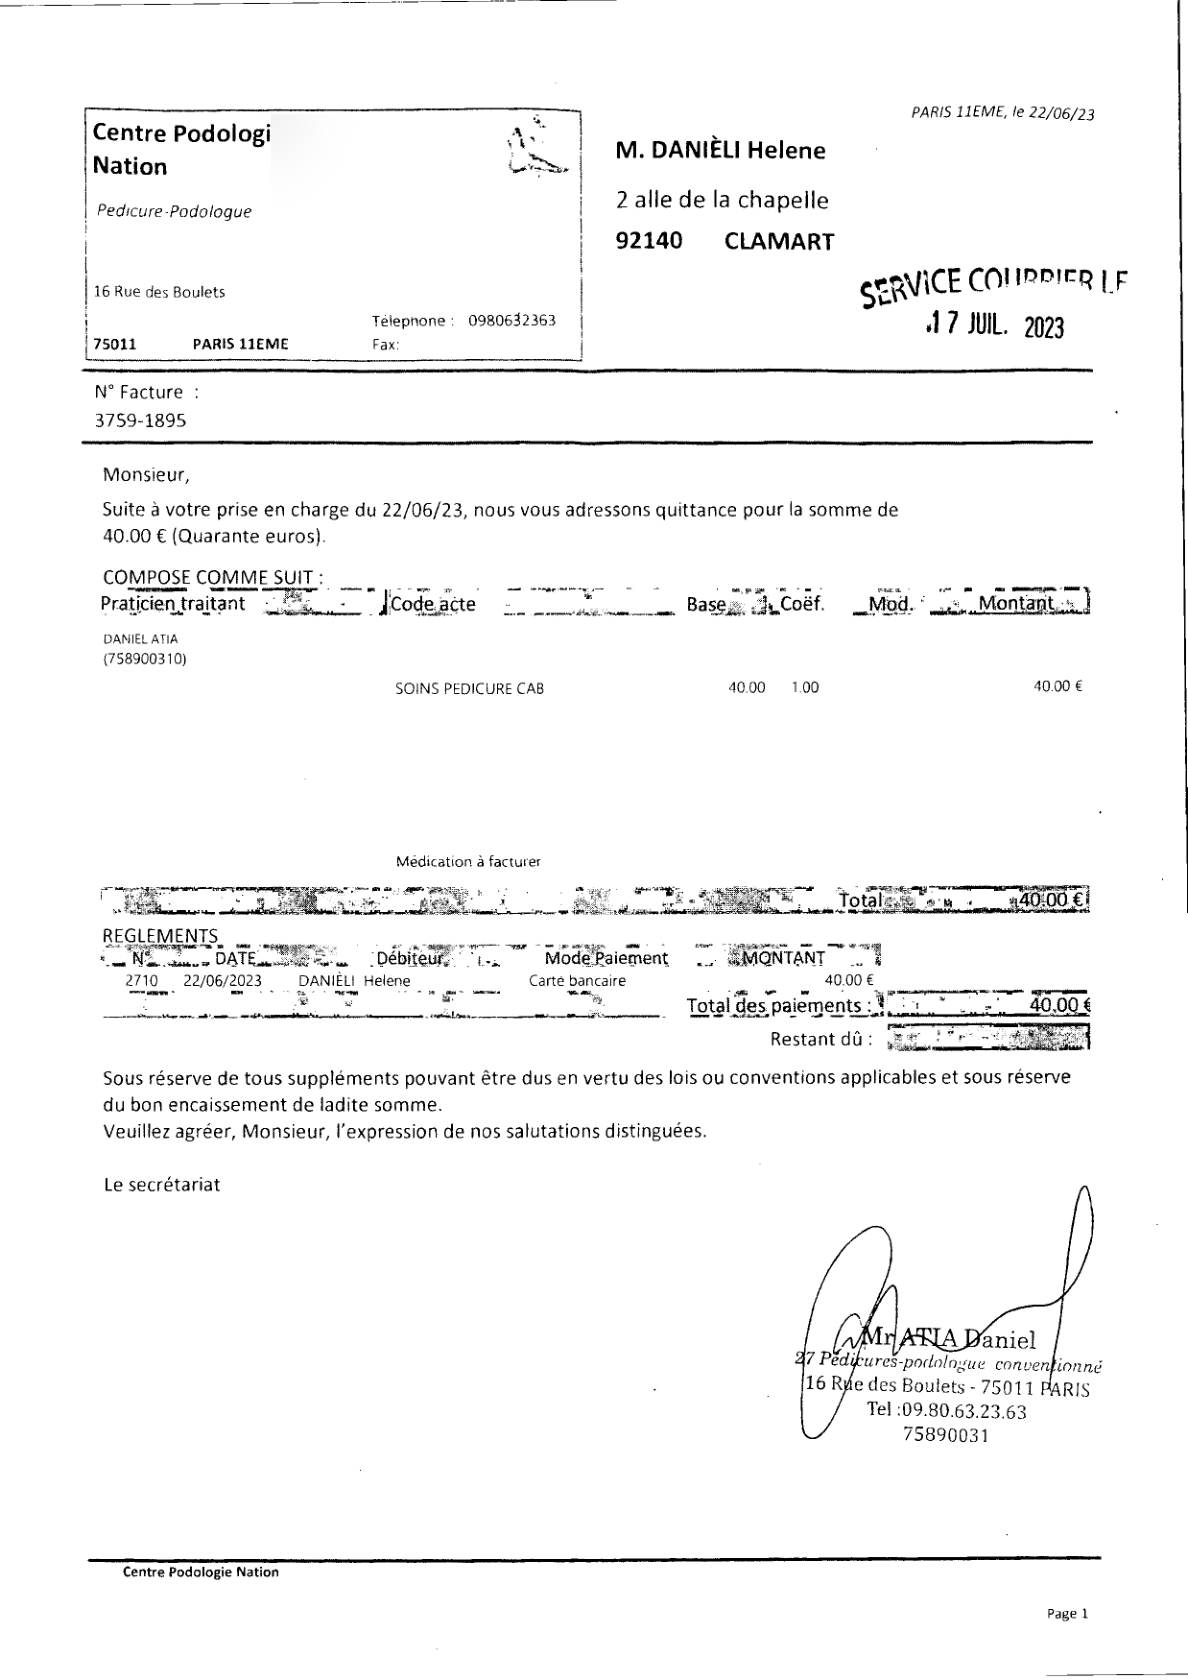 PARIS 11EME, le 22/06/23
Centre Podologi
Nation
Pedicure-Podologue
16 Rue des Boulets
Télephone : 0980632363
75011 PARIS 11EME Fax:
M. DANIÈLI Helene
2 alle de la chapelle
92140 CLAMART
SERVICE COURRIER LE
17 JUIL. 2023
N° Facture :
3759-1895
Monsieur,
Suite à votre prise en charge du 22/06/23, nous vous adressons quittance pour la somme de
40.00 € (Quarante euros).
COMPOSE COMME SUIT :
Praticien traitant Code acte Base Coëf. Mod. Montant
DANIEL ATIA
(758900310)
SOINS PEDICURE CAB 40.00 1.00 40.00 €
Médication à facturer
Total 40.00 €
REGLEMENTS
N° DATE Débiteur Mode Paiement MONTANT
2710 22/06/2023 DANIÈLI Helene Carte bancaire 40.00 €
Total des paiements : 40.00 €
Restant dû :
Sous réserve de tous suppléments pouvant être dus en vertu des lois ou conventions applicables et sous réserve
du bon encaissement de ladite somme.
Veuillez agréer, Monsieur, l'expression de nos salutations distinguées.
Le secrétariat
Mr ATIA Daniel
27 Pédicures-podologue conventionné
16 Rue des Boulets - 75011 PARIS
Tel :09.80.63.23.63
75890031
Centre Podologie Nation
Page 1